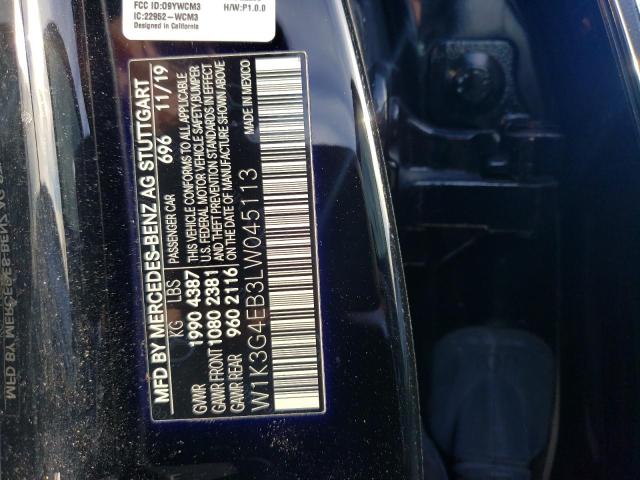 FCC ID:O9YWCM3
IC:22952-WCM3
Designed in California
H/W:P1.0.0
MFD BY MERCEDES-BENZ AG STUTTGART
696 11/19
PASSENGER CAR
THIS VEHICLE CONFORMS TO ALL APPLICABLE
U.S. FEDERAL MOTOR VEHICLE SAFETY, BUMPER
AND THEFT PREVENTION STANDARDS IN EFFECT
ON THE DATE OF MANUFACTURE SHOWN ABOVE
KG LBS
GVWR 1990 4387
GAWR FRONT 1080 2381
GAWR REAR 960 2116
W1K3G4EB3LW045113
MADE IN MEXICO